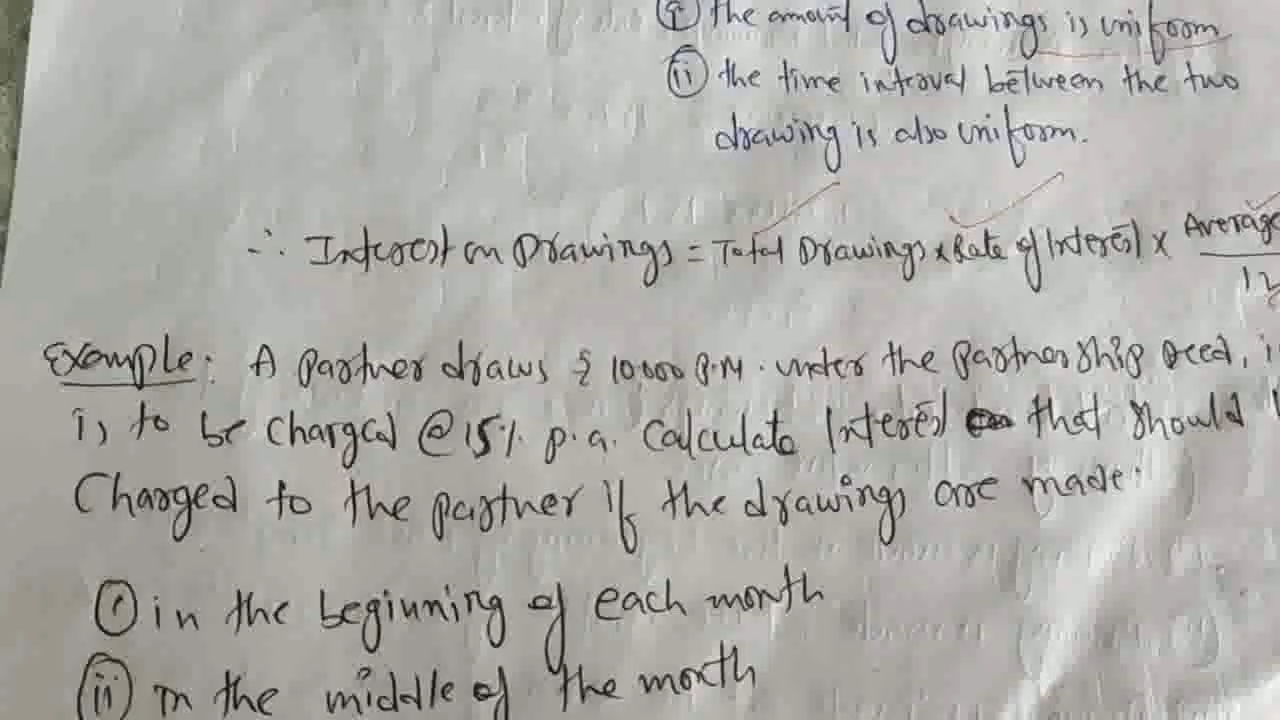 (i) the amount of drawings is uniform
(ii) the time interval between the two
drawing is also uniform.
∴ Interest on Drawings = Total Drawings × Rate of Interest × Average / 12
Example: A Partner draws ₹ 10000 P.M. under the Partnership Deed,
is to be charged @ 15% p.a. Calculate Interest that should
Charged to the partner if the drawings are made:
(i) in the beginning of each month
(ii) in the middle of the month